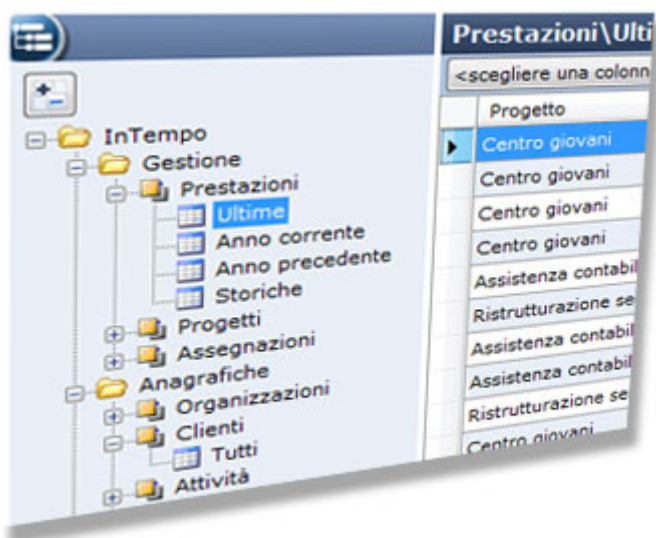 InTempo
Gestione
Prestazioni
Ultime
Anno corrente
Anno precedente
Storiche
Progetti
Assegnazioni
Anagrafiche
Organizzazioni
Clienti
Tutti
Attività
Prestazioni\Ulti
<scegliere una colonn
Progetto
Centro giovani
Centro giovani
Centro giovani
Centro giovani
Assistenza contabil
Ristrutturazione se
Assistenza contabil
Assistenza contabil
Ristrutturazione se
Centro giovani